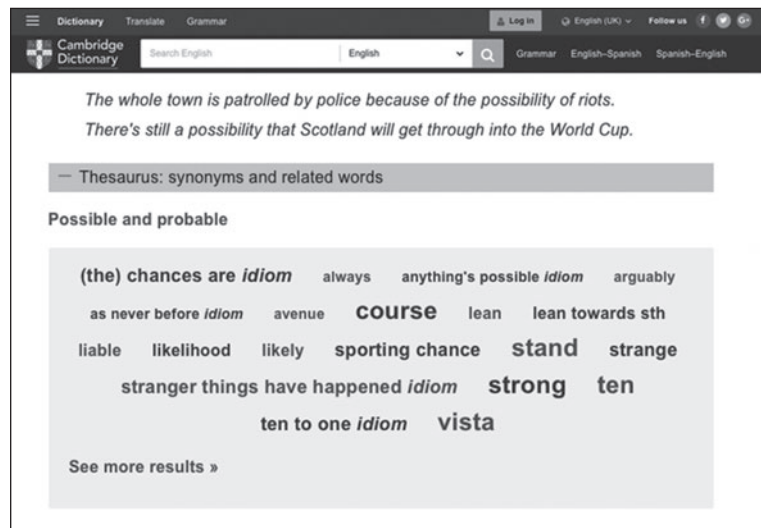 Dictionary Translate Grammar Log in English (UK) Follow us f G+
Cambridge
Dictionary
Search English English Grammar English–Spanish Spanish–English
The whole town is patrolled by police because of the possibility of riots.
There's still a possibility that Scotland will get through into the World Cup.
— Thesaurus: synonyms and related words
Possible and probable
(the) chances are idiom always anything's possible idiom arguably
as never before idiom avenue course lean lean towards sth
liable likelihood likely sporting chance stand strange
stranger things have happened idiom strong ten
ten to one idiom vista
See more results »